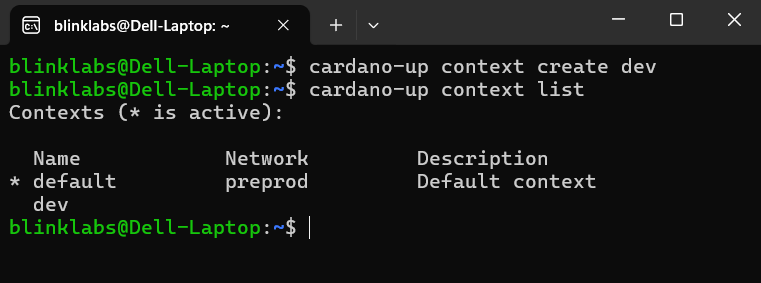 blinklabs@Dell-Laptop: ~
blinklabs@Dell-Laptop:~$ cardano-up context create dev
blinklabs@Dell-Laptop:~$ cardano-up context list
Contexts (* is active):
Name Network Description
* default preprod Default context
dev
blinklabs@Dell-Laptop:~$